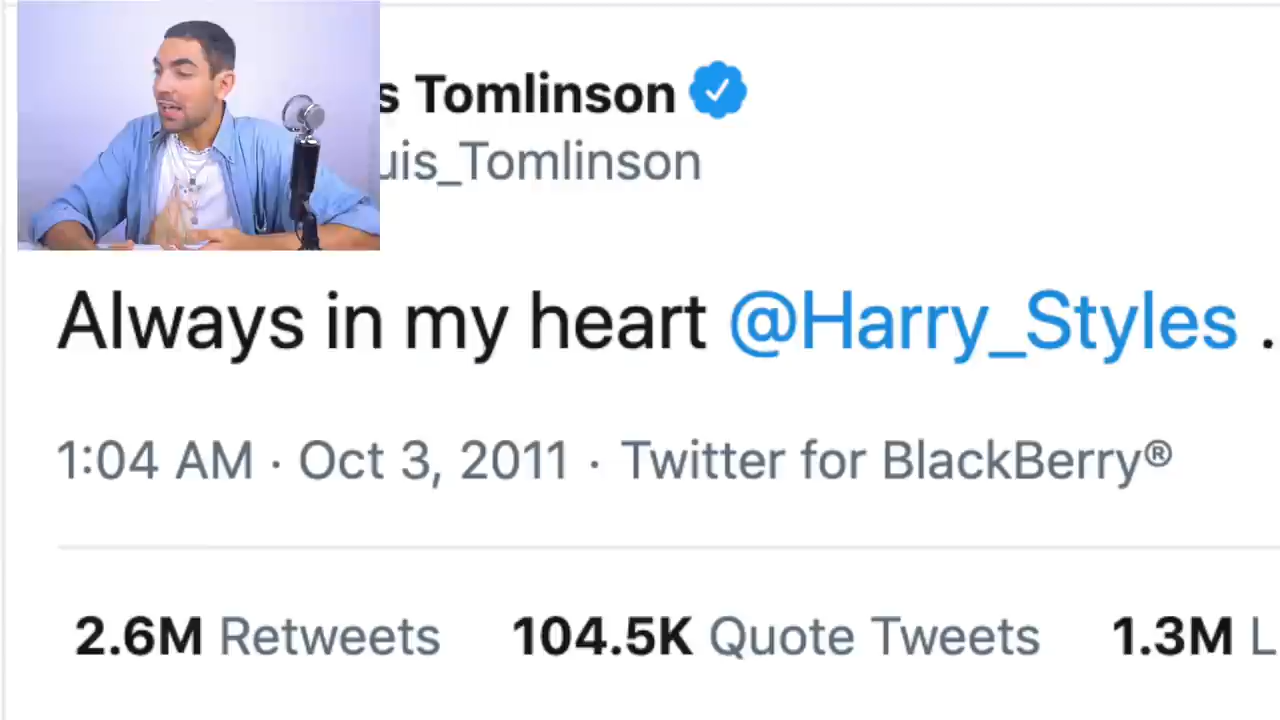 s Tomlinson
uis_Tomlinson
Always in my heart @Harry_Styles .
1:04 AM · Oct 3, 2011 · Twitter for BlackBerry®
2.6M Retweets 104.5K Quote Tweets 1.3M L